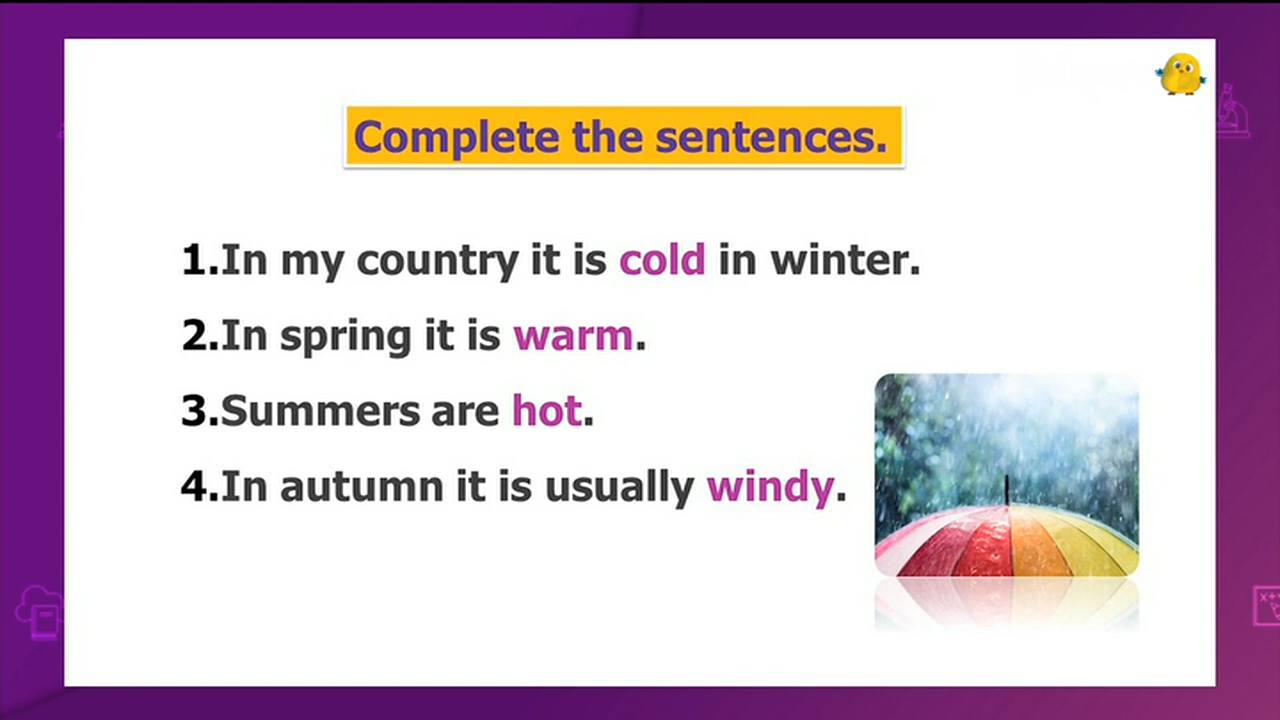 Complete the sentences.
1.In my country it is cold in winter.
2.In spring it is warm.
3.Summers are hot.
4.In autumn it is usually windy.